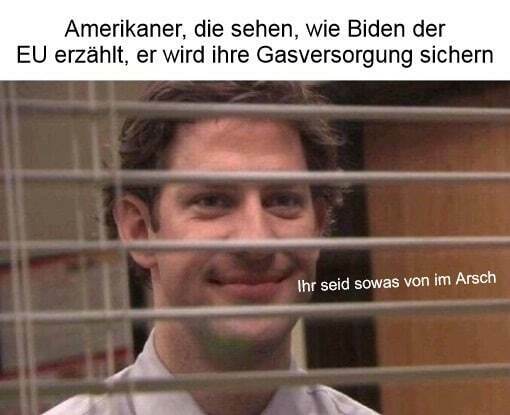 Amerikaner, die sehen, wie Biden der
EU erzählt, er wird ihre Gasversorgung sichern
Ihr seid sowas von im Arsch